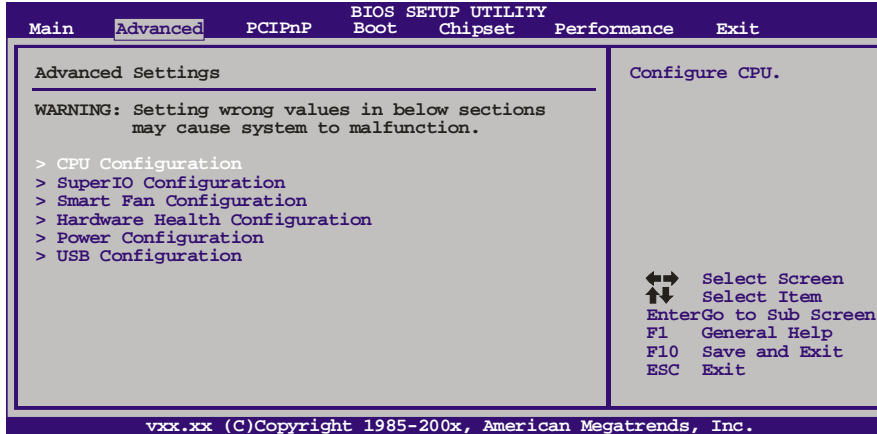 BIOS SETUP UTILITY
Main Advanced PCIPnP Boot Chipset Performance Exit
Advanced Settings
WARNING: Setting wrong values in below sections
may cause system to malfunction.
> CPU Configuration
> SuperIO Configuration
> Smart Fan Configuration
> Hardware Health Configuration
> Power Configuration
> USB Configuration
Configure CPU.
Select Screen
Select Item
EnterGo to Sub Screen
F1 General Help
F10 Save and Exit
ESC Exit
vxx.xx (C)Copyright 1985-200x, American Megatrends, Inc.